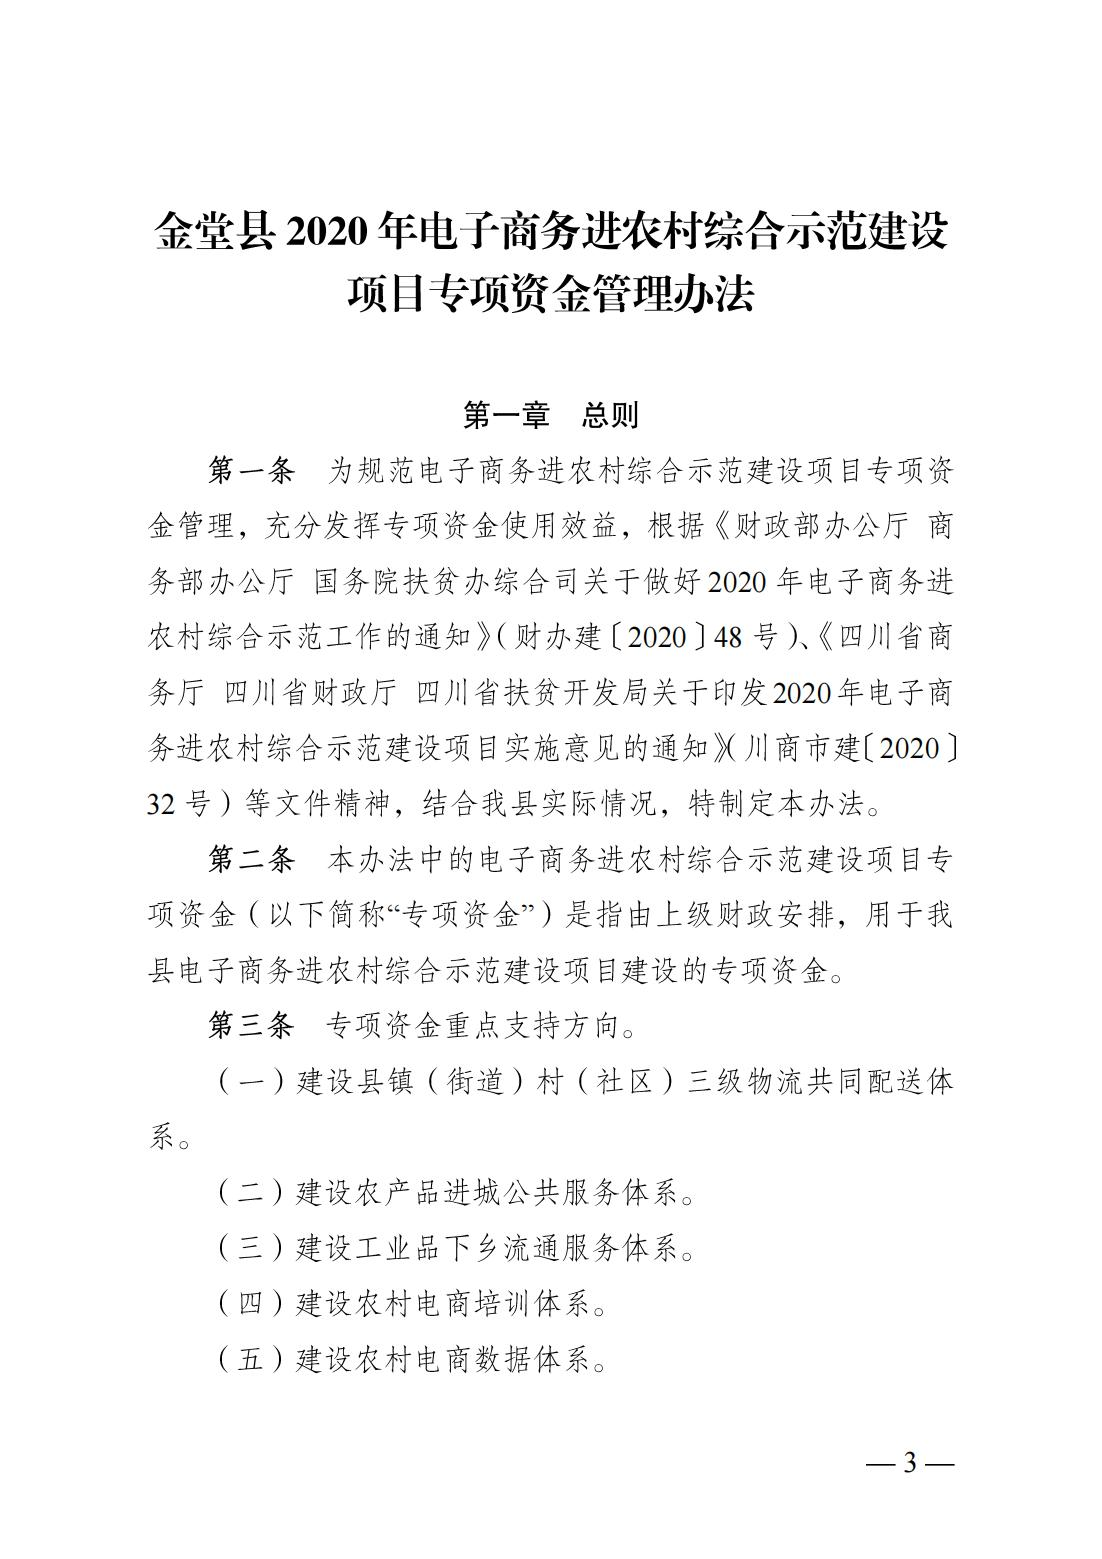 金堂县 2020 年电子商务进农村综合示范建设
项目专项资金管理办法
第一章　总则
第一条　为规范电子商务进农村综合示范建设项目专项资
金管理，充分发挥专项资金使用效益，根据《财政部办公厅 商
务部办公厅 国务院扶贫办综合司关于做好 2020 年电子商务进
农村综合示范工作的通知》（财办建〔2020〕48 号）、《四川省商
务厅 四川省财政厅 四川省扶贫开发局关于印发 2020 年电子商
务进农村综合示范建设项目实施意见的通知》（川商市建〔2020〕
32 号）等文件精神，结合我县实际情况，特制定本办法。
第二条　本办法中的电子商务进农村综合示范建设项目专
项资金（以下简称“专项资金”）是指由上级财政安排，用于我
县电子商务进农村综合示范建设项目建设的专项资金。
第三条　专项资金重点支持方向。
（一）建设县镇（街道）村（社区）三级物流共同配送体
系。
（二）建设农产品进城公共服务体系。
（三）建设工业品下乡流通服务体系。
（四）建设农村电商培训体系。
（五）建设农村电商数据体系。
— 3 —